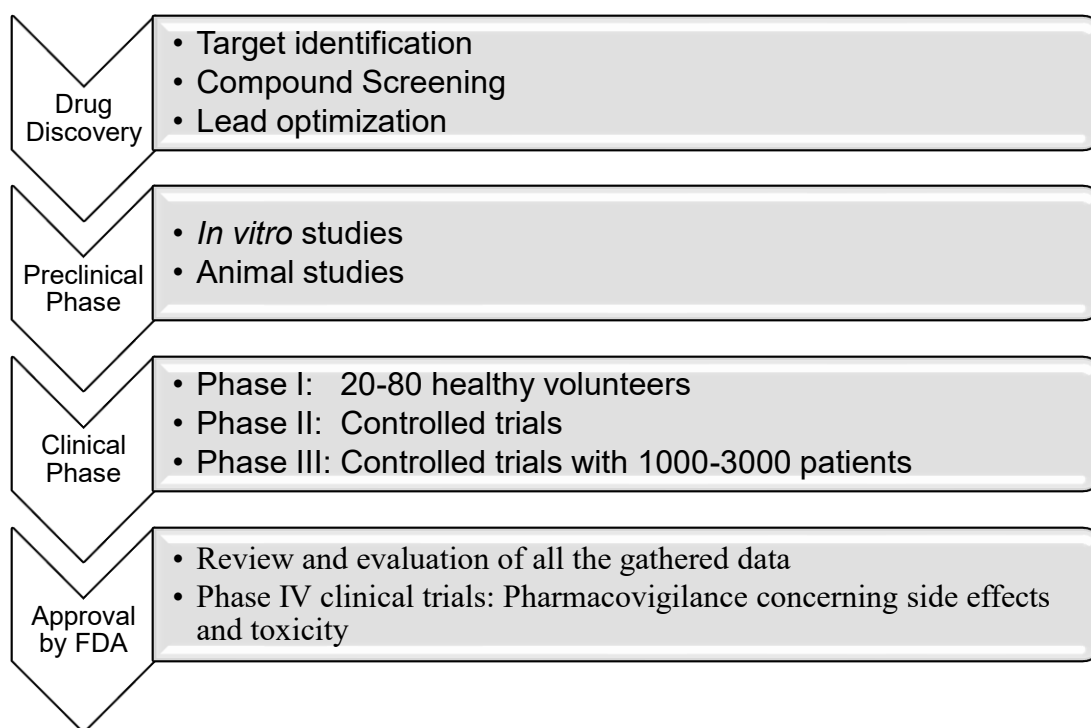 Drug
Discovery
• Target identification
• Compound Screening
• Lead optimization
Preclinical
Phase
• In vitro studies
• Animal studies
Clinical
Phase
• Phase I: 20-80 healthy volunteers
• Phase II: Controlled trials
• Phase III: Controlled trials with 1000-3000 patients
Approval
by FDA
• Review and evaluation of all the gathered data
• Phase IV clinical trials: Pharmacovigilance concerning side effects
and toxicity